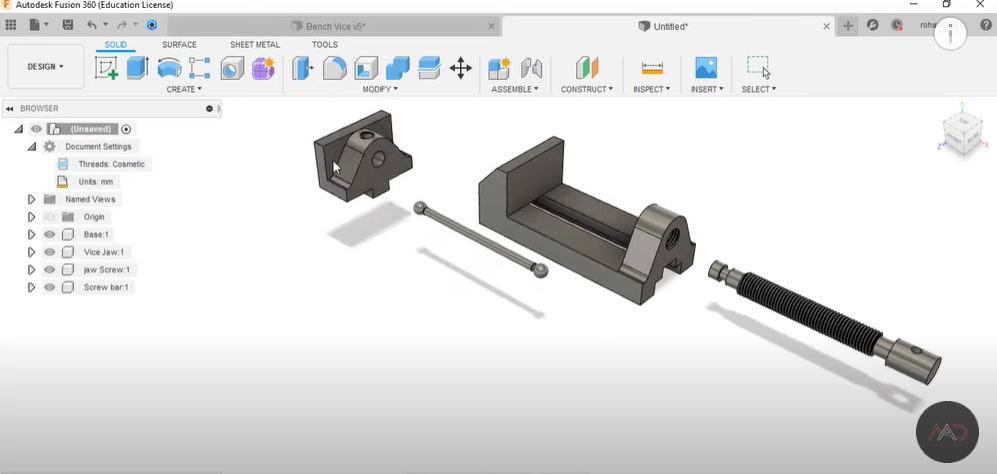 Autodesk Fusion 360 (Education License)
Bench Vice v5*
Untitled*
DESIGN
SOLID
SURFACE
SHEET METAL
TOOLS
CREATE
MODIFY
ASSEMBLE
CONSTRUCT
INSPECT
INSERT
SELECT
BROWSER
(Unsaved)
Document Settings
Threads: Cosmetic
Units: mm
Named Views
Origin
Base:1
Vice Jaw:1
jaw Screw:1
Screw bar:1
FRONT
Z
X
MAD